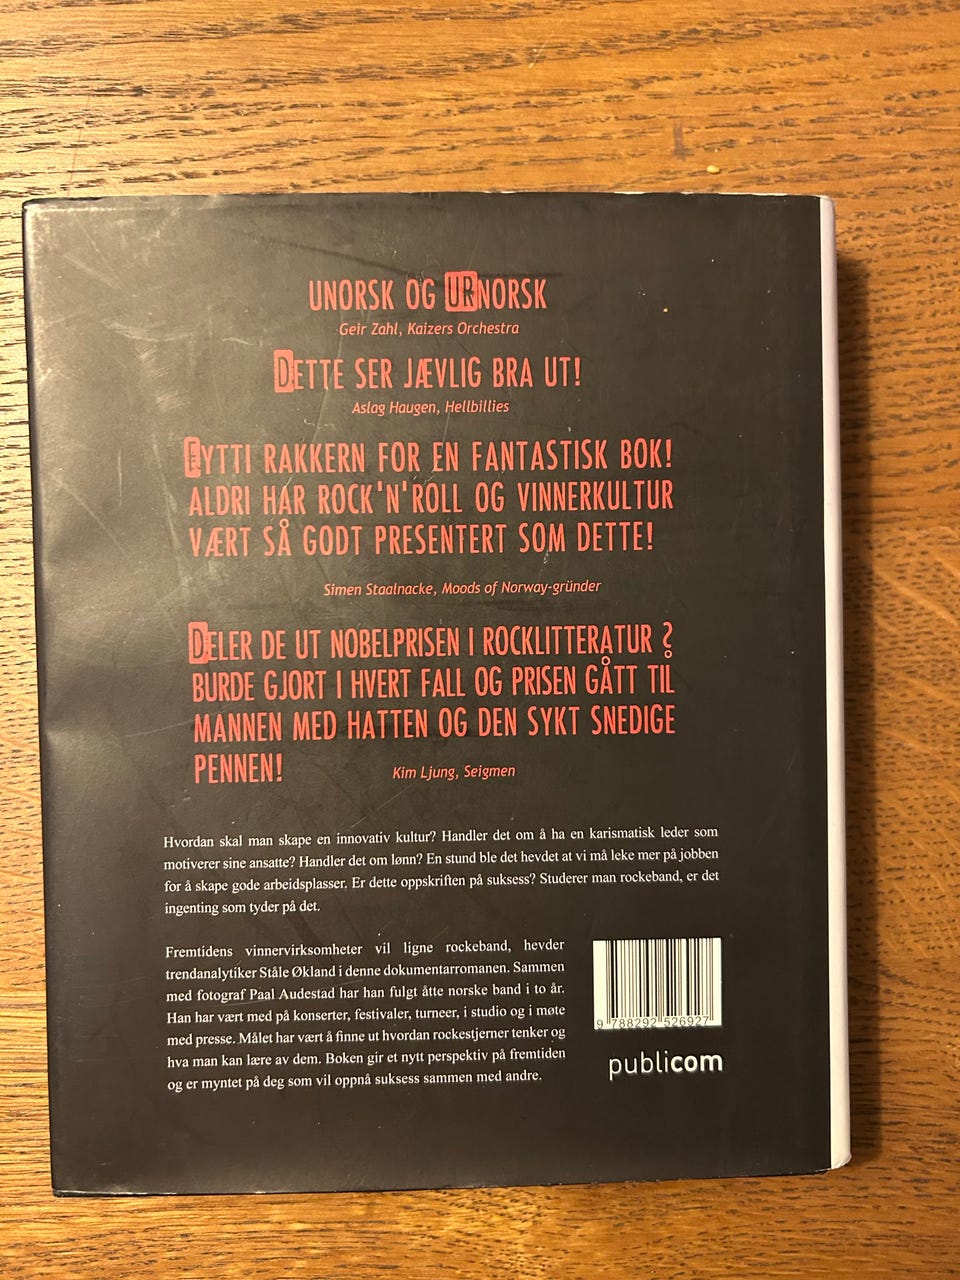 UNORSK OG URNORSK
Geir Zahl, Kaizers Orchestra
DETTE SER JÆVLIG BRA UT!
Aslag Haugen, Hellbillies
FYTTI RAKKERN FOR EN FANTASTISK BOK!
ALDRI HAR ROCK'N'ROLL OG VINNERKULTUR
VÆRT SÅ GODT PRESENTERT SOM DETTE!
Simen Staalnacke, Moods of Norway-gründer
DELER DE UT NOBELPRISEN I ROCKLITTERATUR ?
BURDE GJORT I HVERT FALL OG PRISEN GÅTT TIL
MANNEN MED HATTEN OG DEN SYKT SNEDIGE
PENNEN!
Kim Ljung, Seigmen
Hvordan skal man skape en innovativ kultur? Handler det om å ha en karismatisk leder som
motiverer sine ansatte? Handler det om lønn? En stund ble det hevdet at vi må leke mer på jobben
for å skape gode arbeidsplasser. Er dette oppskriften på suksess? Studerer man rockeband, er det
ingenting som tyder på det.
Fremtidens vinnervirksomheter vil ligne rockeband, hevder
trendanalytiker Ståle Økland i denne dokumentarromanen. Sammen
med fotograf Paal Audestad har han fulgt åtte norske band i to år.
Han har vært med på konserter, festivaler, turneer, i studio og i møte
med presse. Målet har vært å finne ut hvordan rockestjerner tenker og
hva man kan lære av dem. Boken gir et nytt perspektiv på fremtiden
og er myntet på deg som vil oppnå suksess sammen med andre.
9 788292 526927
publicom